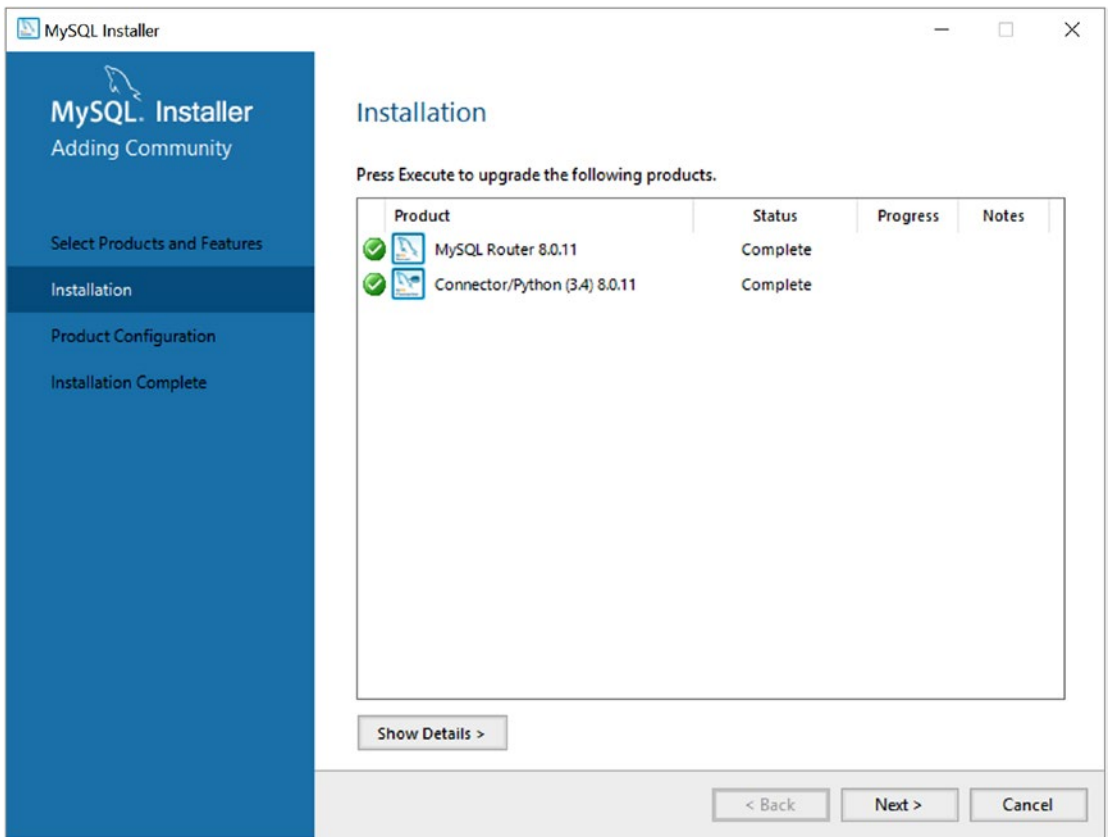 MySQL Installer
MySQL. Installer
Adding Community
Select Products and Features
Installation
Product Configuration
Installation Complete
Installation
Press Execute to upgrade the following products.
Product Status Progress Notes
MySQL Router 8.0.11 Complete
Connector/Python (3.4) 8.0.11 Complete
Show Details >
< Back Next > Cancel